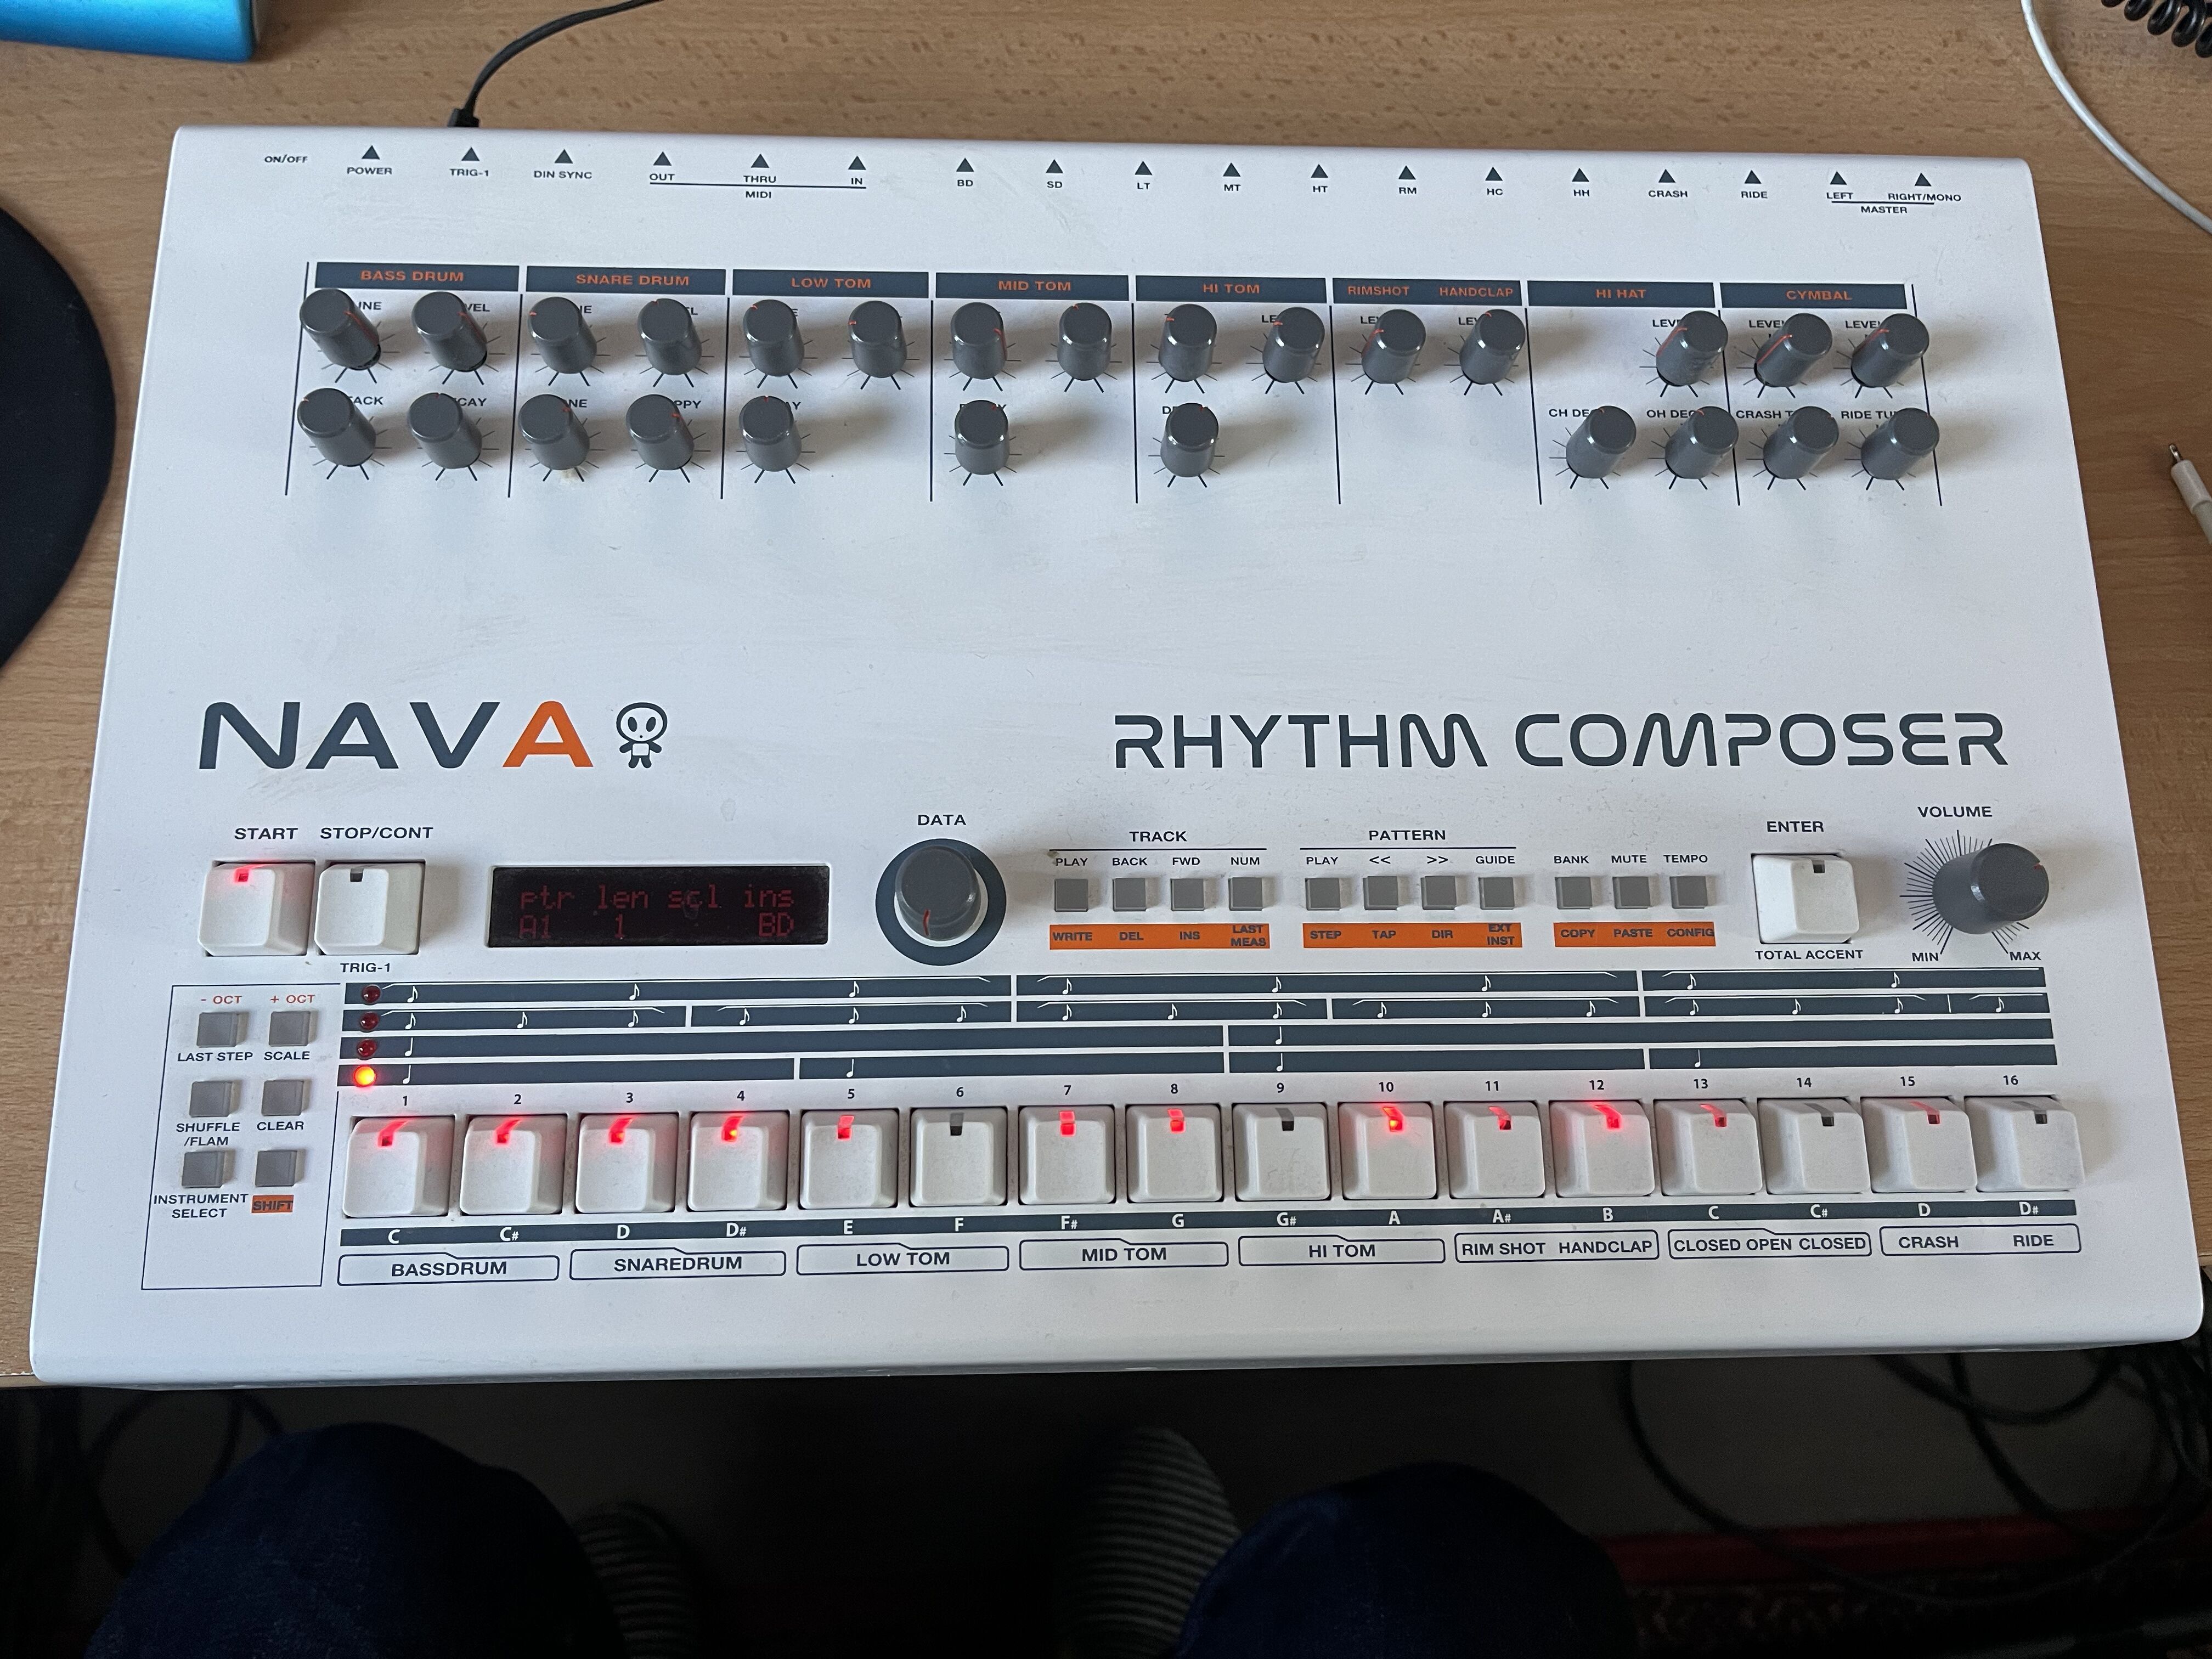 ON/OFF POWER TRIG-1 DIN SYNC OUT THRU IN BD SD LT MT HT RM HC HH CRASH RIDE LEFT RIGHT/MONO
MIDI MASTER
BASS DRUM SNARE DRUM LOW TOM MID TOM HI TOM RIMSHOT HANDCLAP HI HAT CYMBAL
NAVA RHYTHM COMPOSER
START STOP/CONT DATA TRACK PATTERN ENTER VOLUME
PLAY BACK FWD NUM PLAY << >> GUIDE BANK MUTE TEMPO
ptr len scl ins
A1 1 BD
WRITE DEL INS LAST MEAS STEP TAP DIR EXT INST COPY PASTE CONFIG
TRIG-1 TOTAL ACCENT MIN MAX
- OCT + OCT
LAST STEP SCALE
1 2 3 4 5 6 7 8 9 10 11 12 13 14 15 16
SHUFFLE /FLAM CLEAR
INSTRUMENT SELECT SHIFT
C C# D D# E F F# G G# A A# B C C# D D#
BASSDRUM SNAREDRUM LOW TOM MID TOM HI TOM RIM SHOT HANDCLAP CLOSED OPEN CLOSED CRASH RIDE